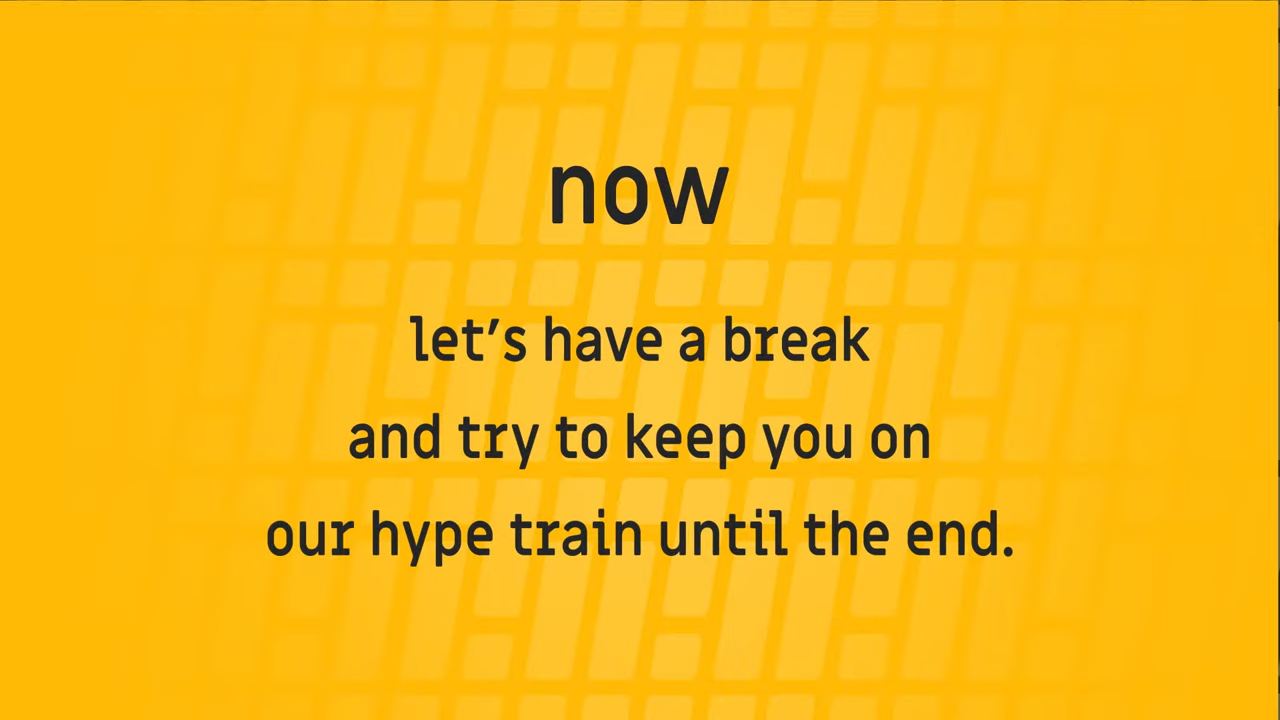 now
let's have a break
and try to keep you on
our hype train until the end.